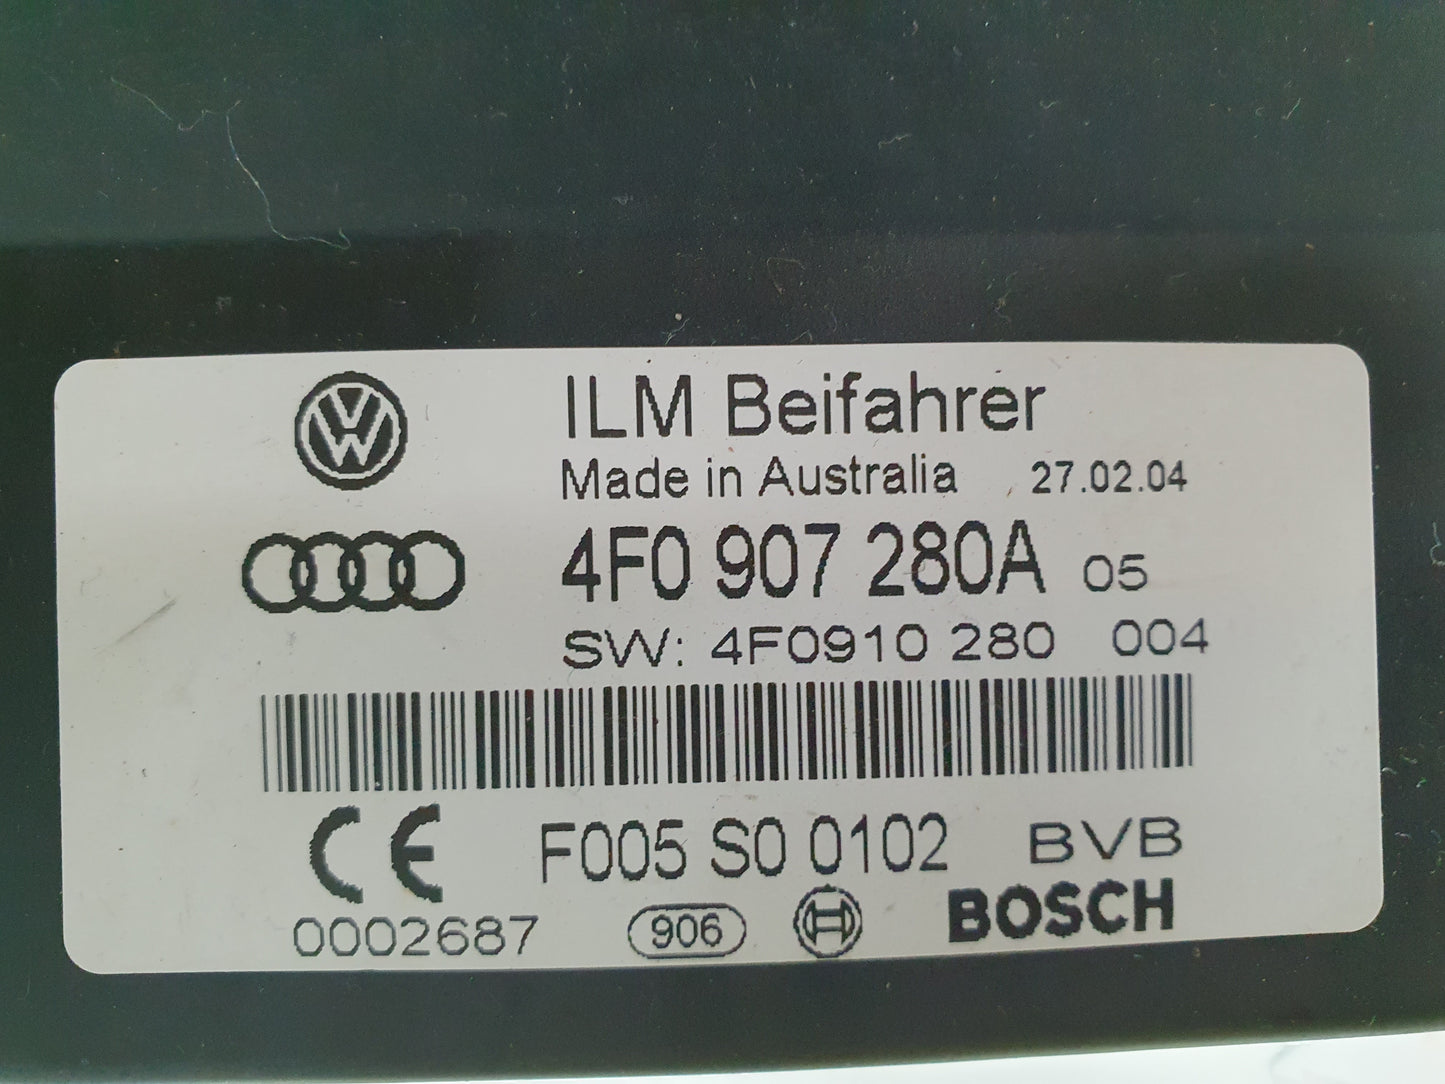 ILM Beifahrer
Made in Australia 27.02.04
4F0 907 280A 05
SW: 4F0910 280 004
CE F005 S0 0102 BVB
0002687 906 BOSCH